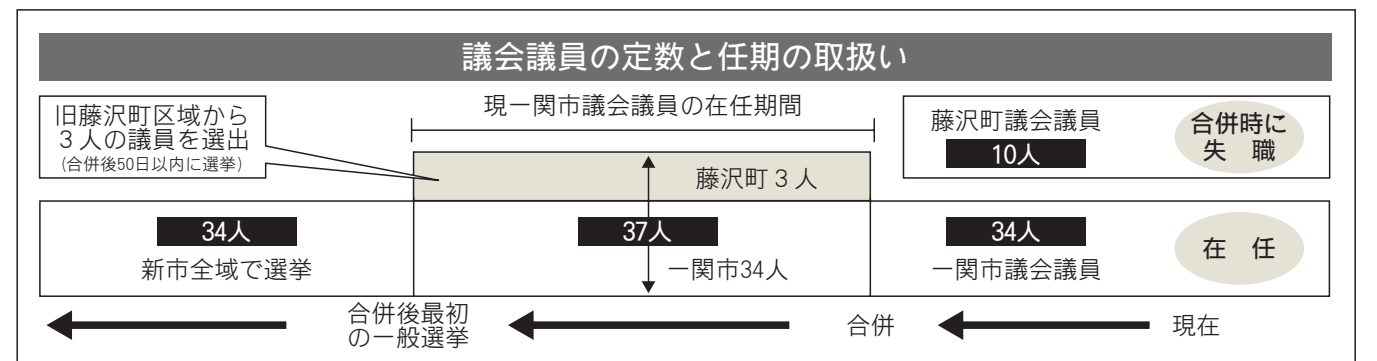 議会議員の定数と任期の取扱い
旧藤沢町区域から
３人の議員を選出
(合併後50日以内に選挙)
現一関市議会議員の在任期間
藤沢町議会議員
10人
合併時に
失　職
藤沢町３人
34人
新市全域で選挙
37人
一関市34人
34人
一関市議会議員
在　任
合併後最初
の一般選挙
合併
現在